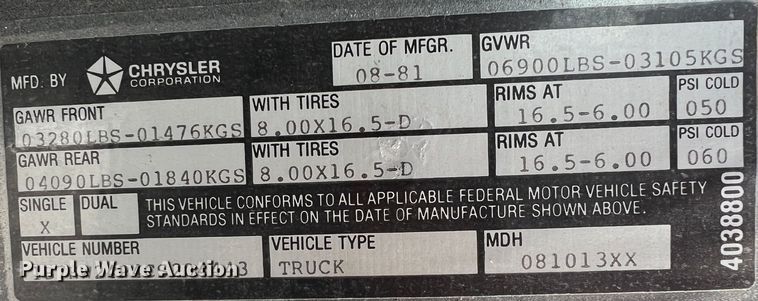 MFD. BY CHRYSLER CORPORATION
DATE OF MFGR. 08-81
GVWR 06900LBS-03105KGS
GAWR FRONT 03280LBS-01476KGS
WITH TIRES 8.00X16.5-D
RIMS AT 16.5-6.00
PSI COLD 050
GAWR REAR 04090LBS-01840KGS
WITH TIRES 8.00X16.5-D
RIMS AT 16.5-6.00
PSI COLD 060
SINGLE X
DUAL
THIS VEHICLE CONFORMS TO ALL APPLICABLE FEDERAL MOTOR VEHICLE SAFETY
STANDARDS IN EFFECT ON THE DATE OF MANUFACTURE SHOWN ABOVE.
VEHICLE NUMBER
VEHICLE TYPE TRUCK
MDH 081013XX
4038800
Purple Wave Auction